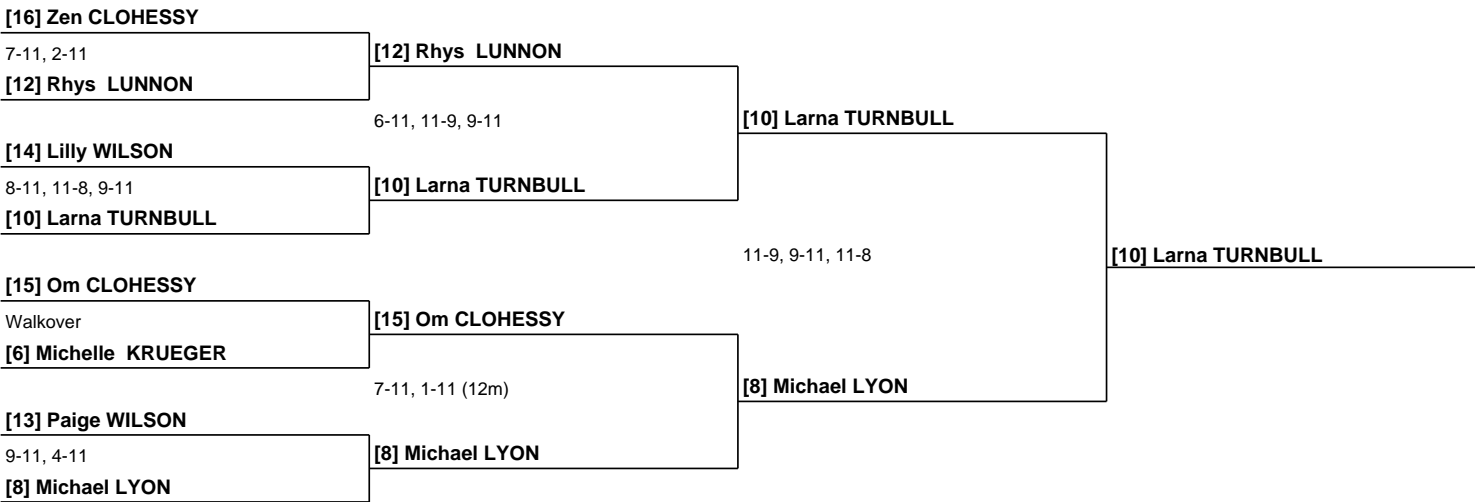 [16] Zen CLOHESSY
7-11, 2-11
[12] Rhys  LUNNON
[12] Rhys  LUNNON
6-11, 11-9, 9-11
[10] Larna TURNBULL
[14] Lilly WILSON
8-11, 11-8, 9-11
[10] Larna TURNBULL
[10] Larna TURNBULL
11-9, 9-11, 11-8
[10] Larna TURNBULL
[15] Om CLOHESSY
Walkover
[15] Om CLOHESSY
[6] Michelle  KRUEGER
7-11, 1-11 (12m)
[8] Michael LYON
[13] Paige WILSON
9-11, 4-11
[8] Michael LYON
[8] Michael LYON